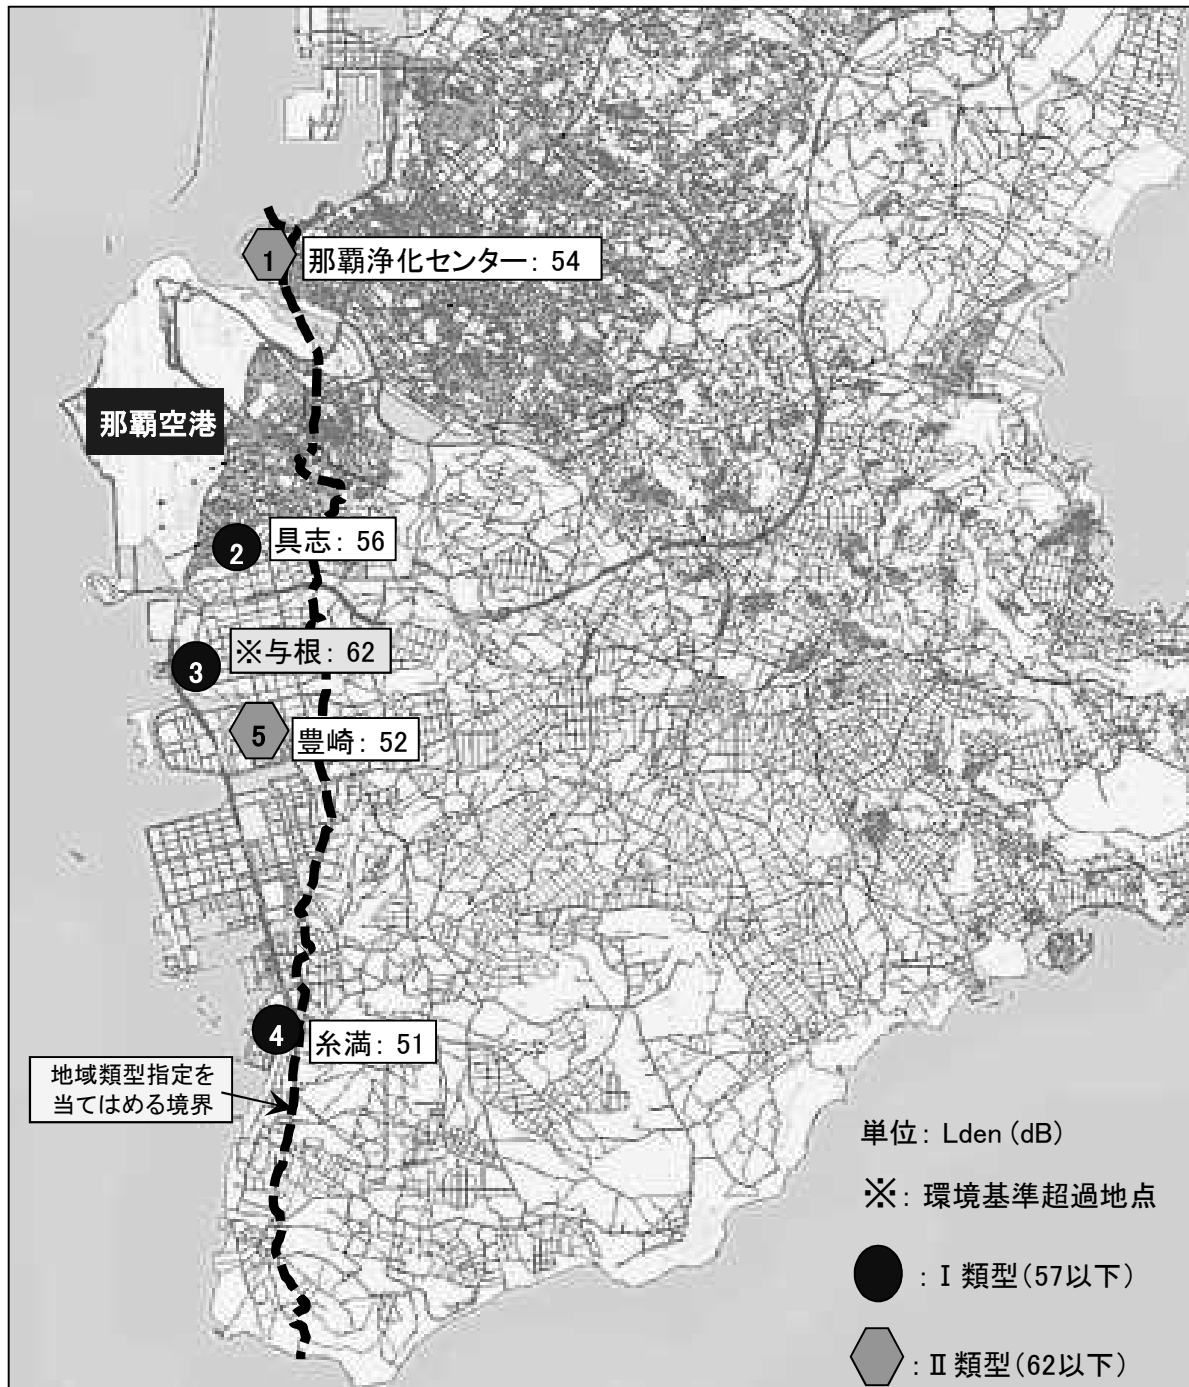 1
那覇浄化センター: 54
那覇空港
2
具志: 56
3
※与根: 62
5
豊崎: 52
4
糸満: 51
地域類型指定を
当てはめる境界
単位: Lden (dB)
※: 環境基準超過地点
: Ⅰ類型(57以下)
: Ⅱ類型(62以下)